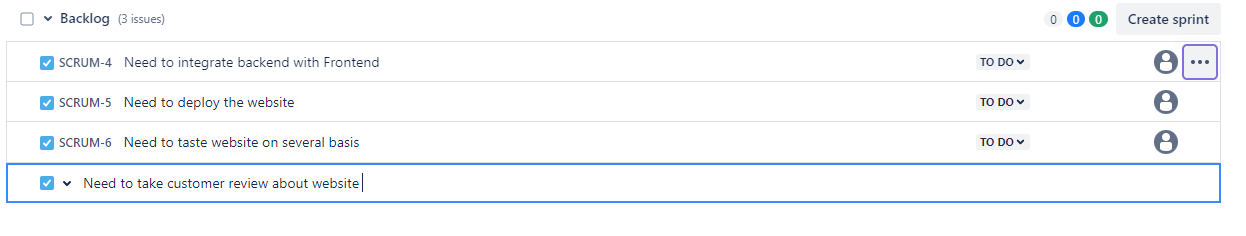 Backlog (3 issues) 0 0 0 Create sprint
SCRUM-4 Need to integrate backend with Frontend TO DO
SCRUM-5 Need to deploy the website TO DO
SCRUM-6 Need to taste website on several basis TO DO
Need to take customer review about website